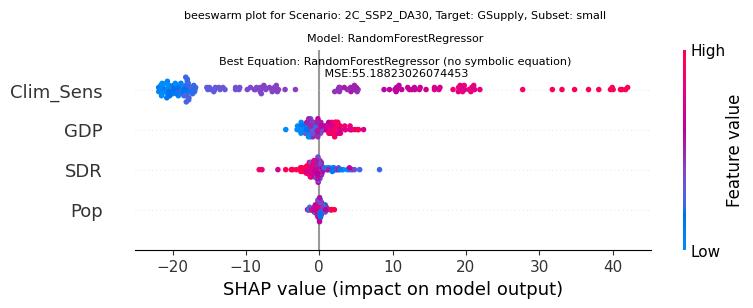 beeswarm plot for Scenario: 2C_SSP2_DA30, Target: GSupply, Subset: small
Model: RandomForestRegressor
Best Equation: RandomForestRegressor (no symbolic equation)
MSE:55.18823026074453
High
Clim_Sens
GDP
SDR
Pop
Low
Feature value
−20
−10
0
10
20
30
40
SHAP value (impact on model output)